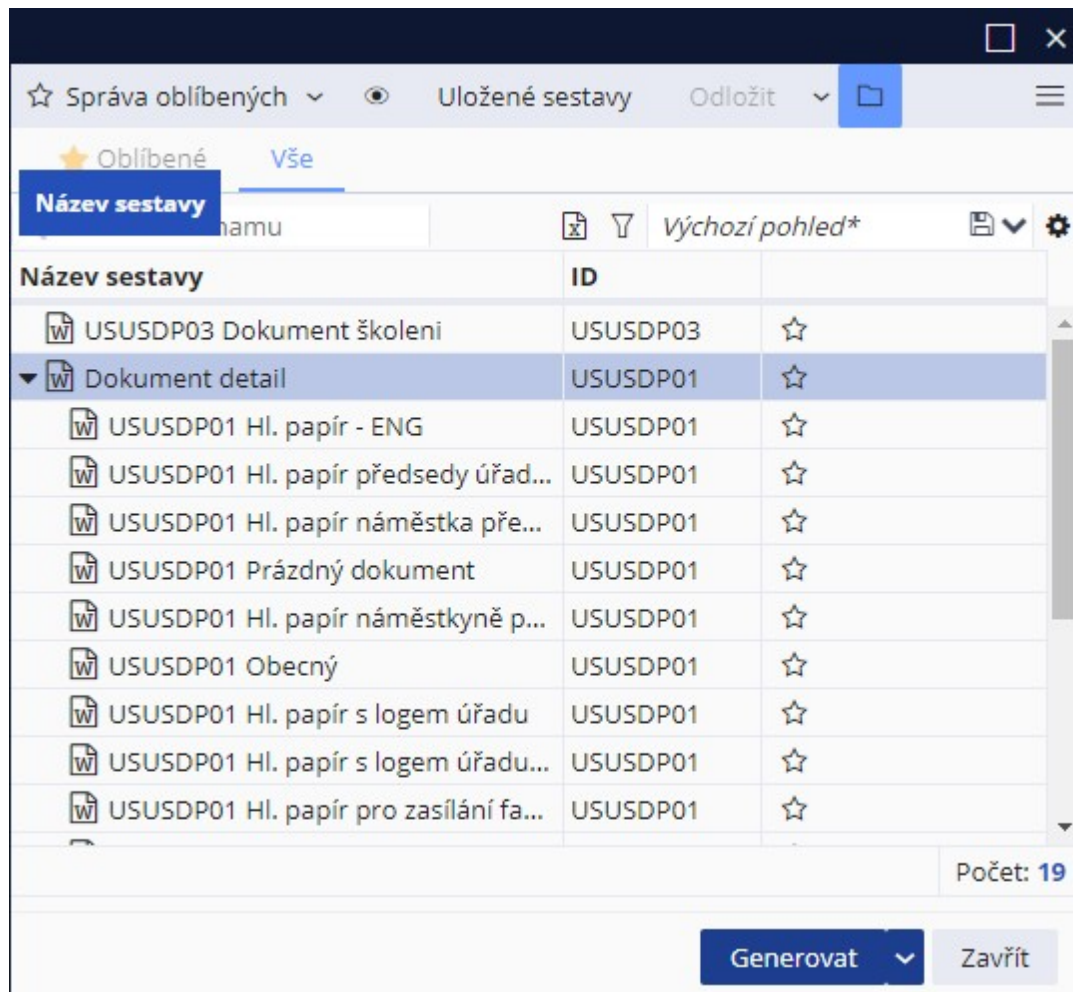 Správa oblíbených Uložené sestavy Odložit
Oblíbené Vše
Název sestavy
Výchozí pohled*
Název sestavy ID
USUSDP03 Dokument školeni USUSDP03
Dokument detail USUSDP01
USUSDP01 Hl. papír - ENG USUSDP01
USUSDP01 Hl. papír předsedy úřad... USUSDP01
USUSDP01 Hl. papír náměstka pře... USUSDP01
USUSDP01 Prázdný dokument USUSDP01
USUSDP01 Hl. papír náměstkyně p... USUSDP01
USUSDP01 Obecný USUSDP01
USUSDP01 Hl. papír s logem úřadu USUSDP01
USUSDP01 Hl. papír s logem úřadu... USUSDP01
USUSDP01 Hl. papír pro zasílání fa... USUSDP01
Počet: 19
Generovat Zavřít